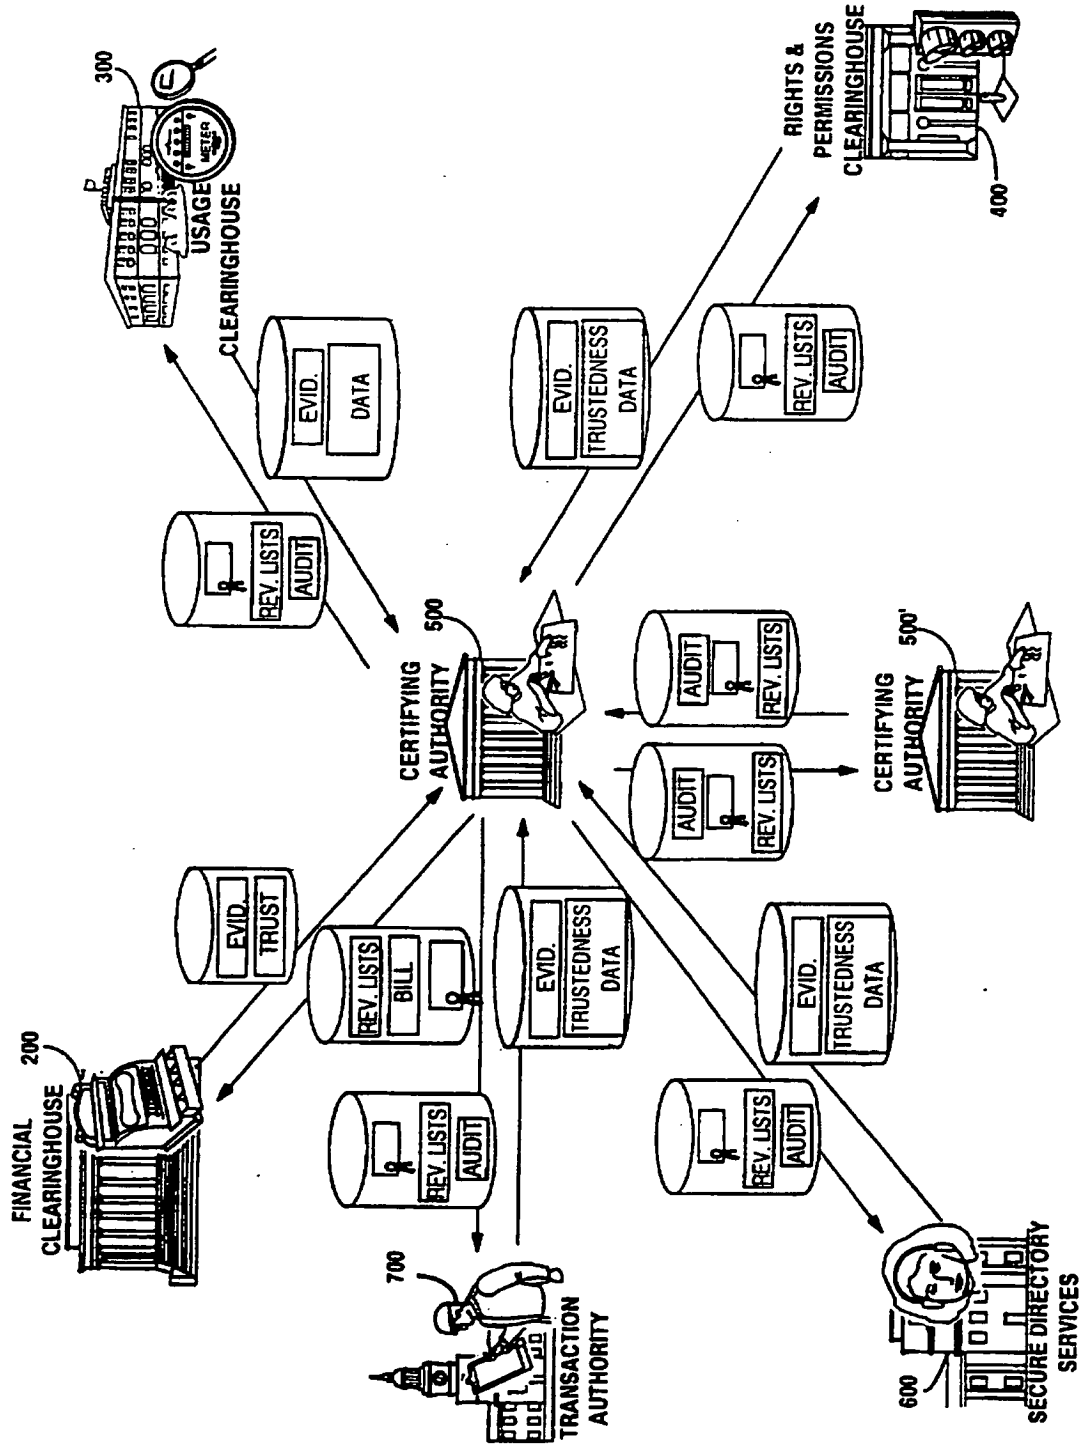 FINANCIAL
CLEARINGHOUSE
200
300
METER
USAGE
CLEARINGHOUSE
EVID.
TRUST
REV. LISTS
AUDIT
EVID.
DATA
REV. LISTS
BILL
700
TRANSACTION
AUTHORITY
REV. LISTS
AUDIT
EVID.
TRUSTEDNESS
DATA
CERTIFYING
AUTHORITY
500
EVID.
TRUSTEDNESS
DATA
RIGHTS &
PERMISSIONS
CLEARINGHOUSE
400
REV. LISTS
AUDIT
AUDIT
REV. LISTS
AUDIT
REV. LISTS
REV. LISTS
AUDIT
EVID.
TRUSTEDNESS
DATA
600
SECURE DIRECTORY
SERVICES
CERTIFYING
AUTHORITY
500'